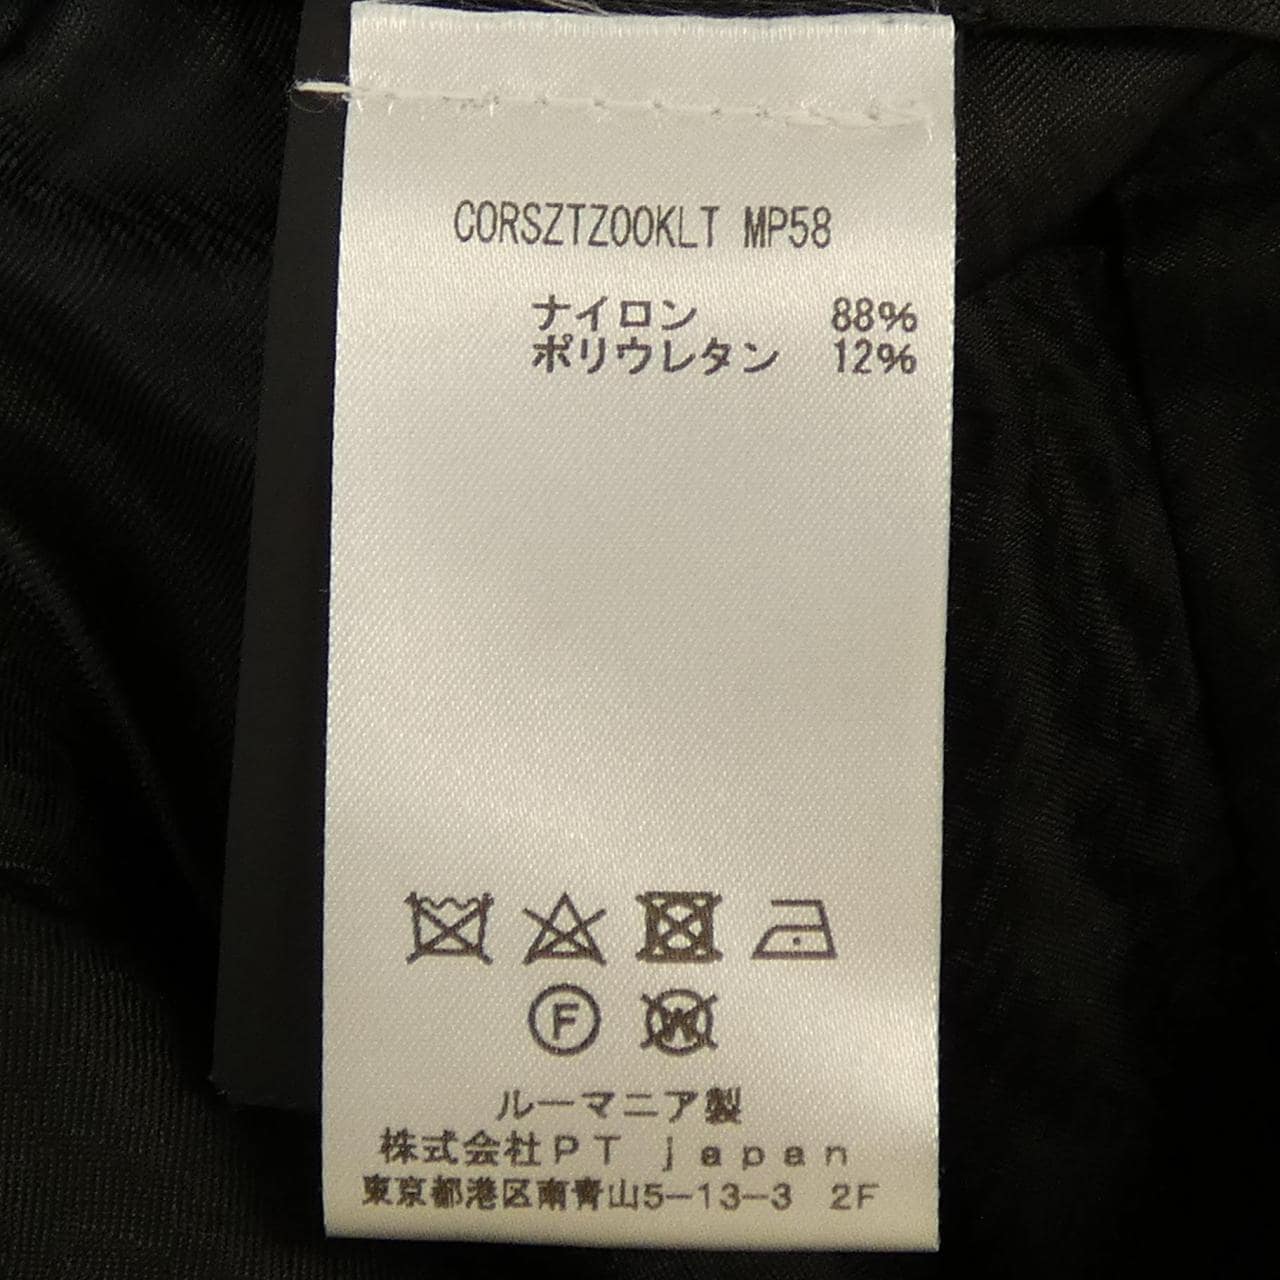 CORSZTZ00KLT MP58
ナイロン 88%
ポリウレタン 12%
F W
ルーマニア製
株式会社PT japan
東京都港区南青山5-13-3 2F